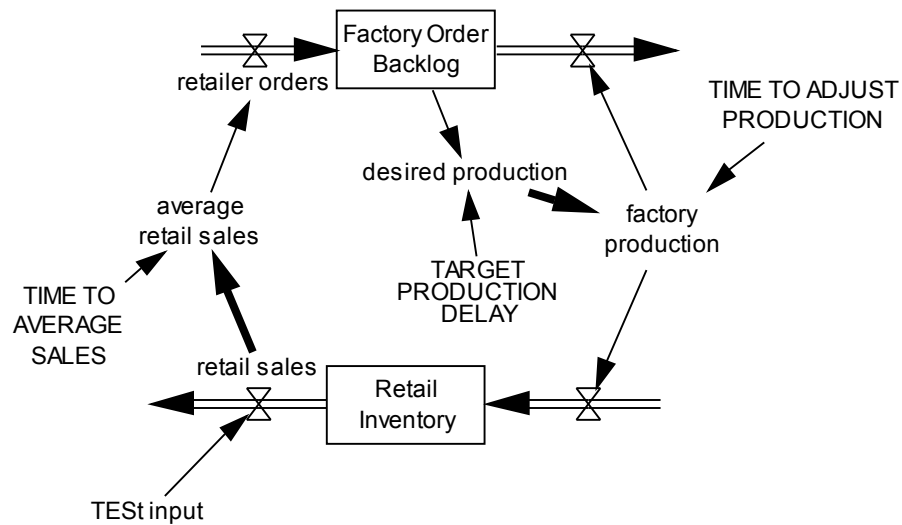 Factory Order
Backlog
retailer orders
TIME TO ADJUST
PRODUCTION
desired production
average
retail sales
factory
production
TARGET
PRODUCTION
DELAY
TIME TO
AVERAGE
SALES
retail sales
Retail
Inventory
TESt input